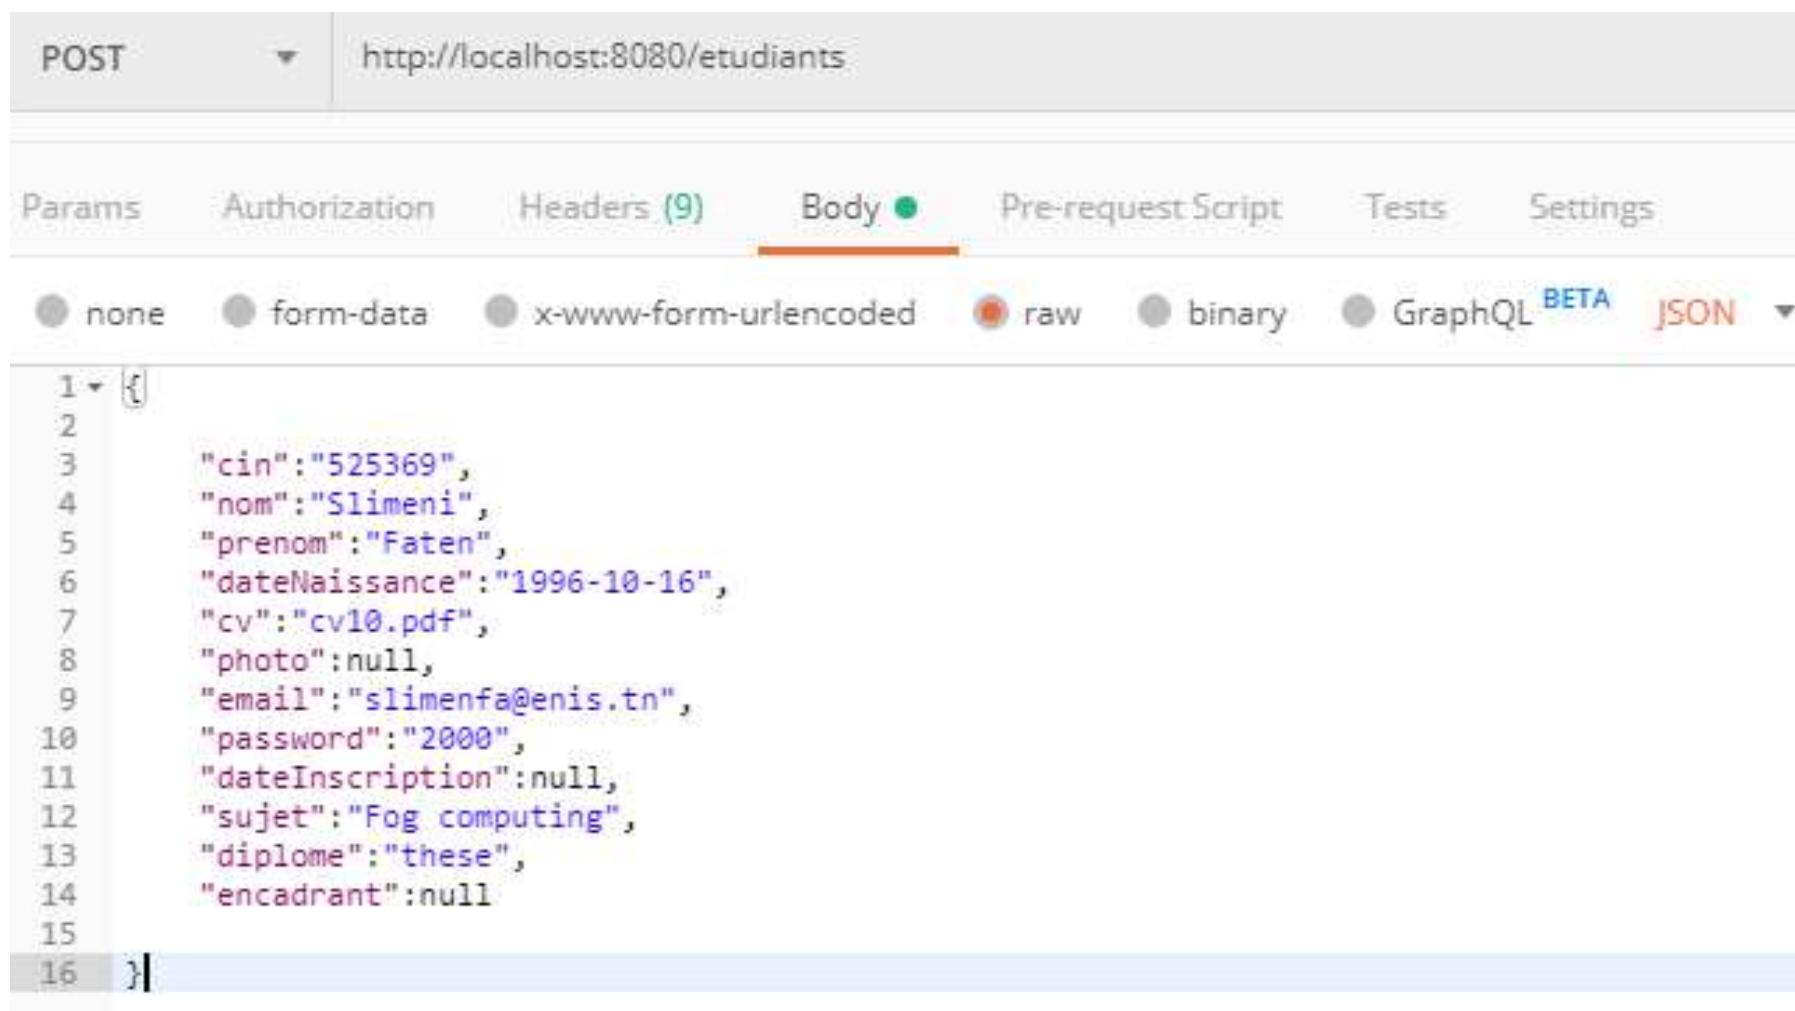 POST http://localhost:8080/etudiants
Params Authorization Headers (9) Body Pre-request Script Tests Settings
none form-data x-www-form-urlencoded raw binary GraphQL BETA JSON
1 {
2
3 "cin":"525369",
4 "nom":"Slimeni",
5 "prenom":"Faten",
6 "dateNaissance":"1996-10-16",
7 "cv":"cv10.pdf",
8 "photo":null,
9 "email":"slimenfa@enis.tn",
10 "password":"2000",
11 "dateInscription":null,
12 "sujet":"Fog computing",
13 "diplome":"these",
14 "encadrant":null
15
16 }